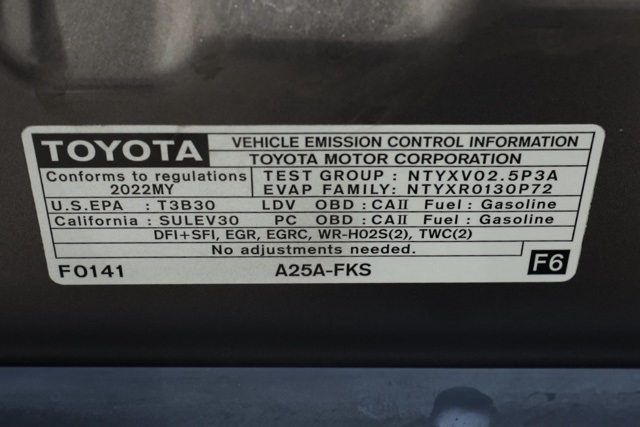 TOYOTA VEHICLE EMISSION CONTROL INFORMATION
TOYOTA MOTOR CORPORATION
Conforms to regulations TEST GROUP : NTYXV02.5P3A
2022MY EVAP FAMILY: NTYXR0130P72
U.S.EPA : T3B30 LDV OBD : CAII Fuel : Gasoline
California : SULEV30 PC OBD : CAII Fuel : Gasoline
DFI+SFI, EGR, EGRC, WR-HO2S(2), TWC(2)
No adjustments needed.
F0141 A25A-FKS F6